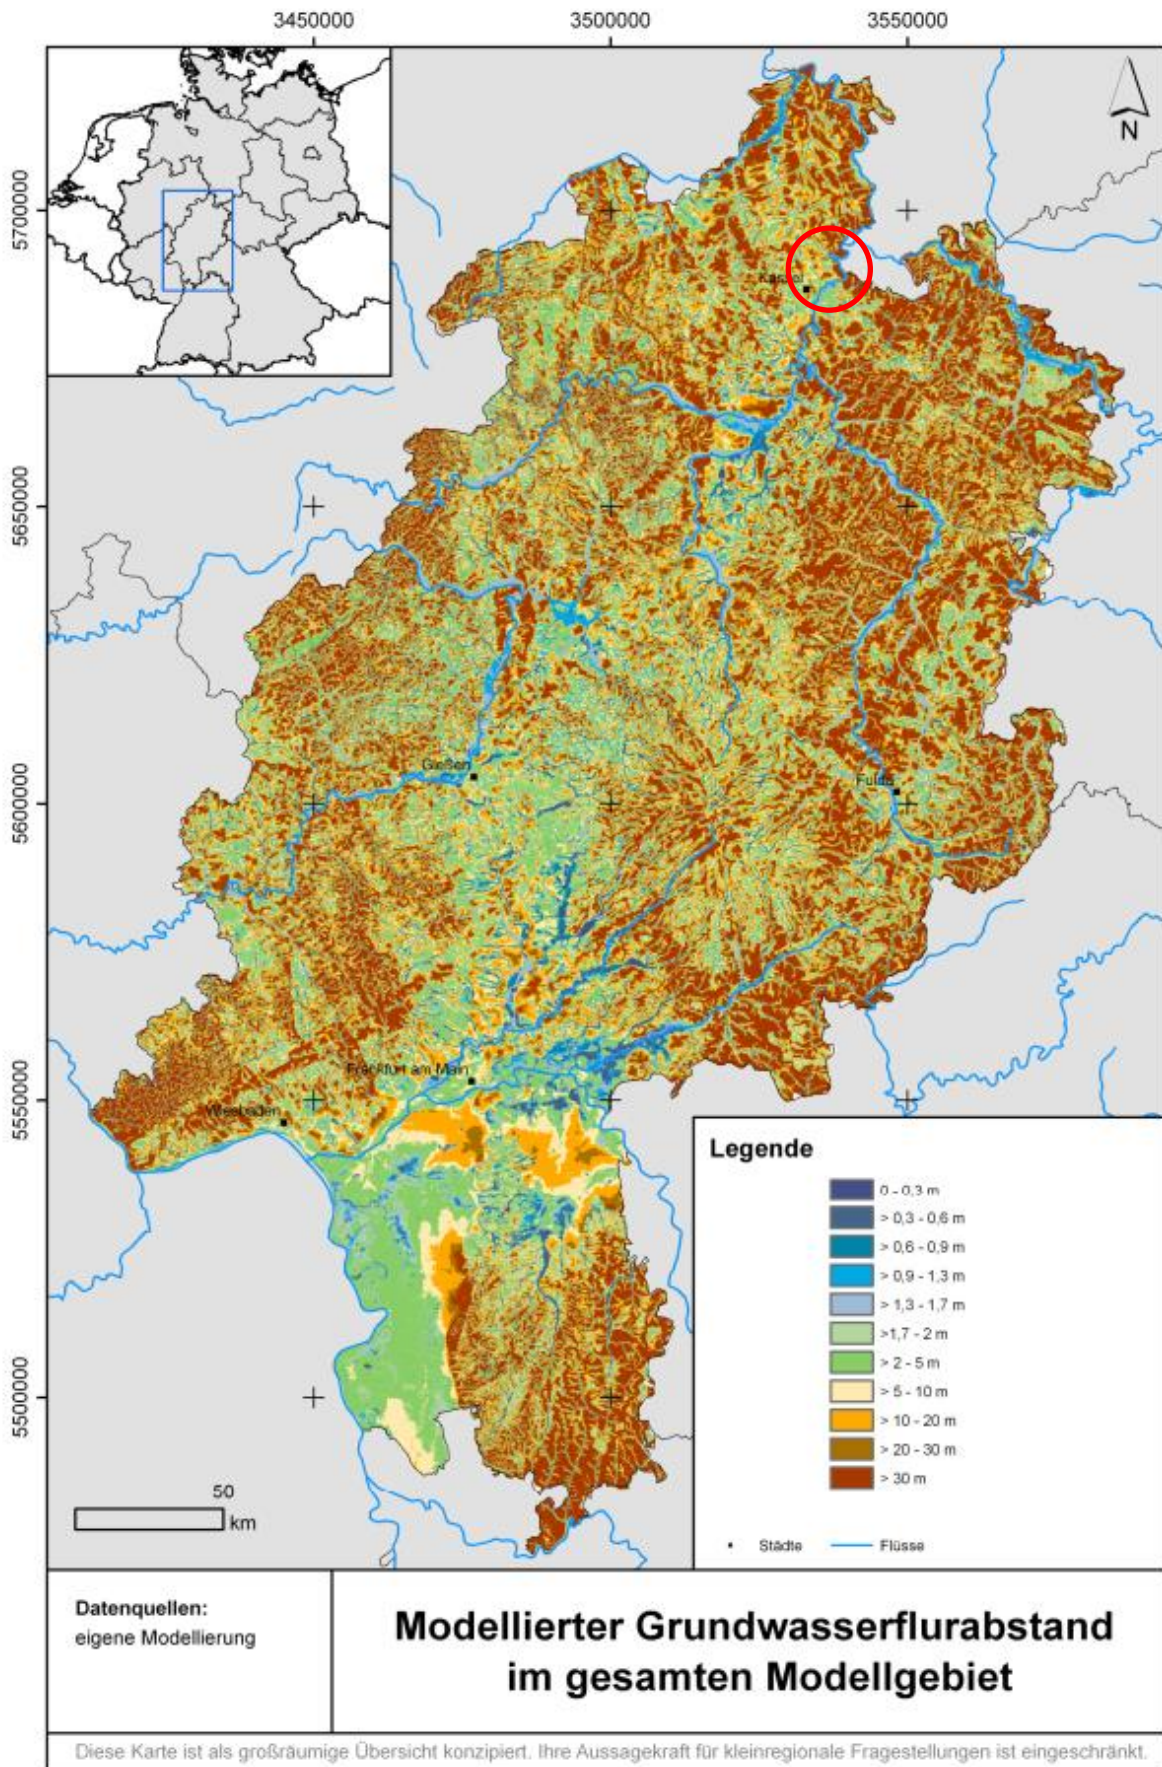 3450000
3500000
3550000
N
5700000
5650000
5600000
5550000
5500000
Kassel
Gießen
Fulda
Frankfurt am Main
Wiesbaden
Legende
0 - 0,3 m
> 0,3 - 0,6 m
> 0,6 - 0,9 m
> 0,9 - 1,3 m
> 1,3 - 1,7 m
>1,7 - 2 m
> 2 - 5 m
> 5 - 10 m
> 10 - 20 m
> 20 - 30 m
> 30 m
Städte
Flüsse
50
km
Datenquellen:
eigene Modellierung
Modellierter Grundwasserflurabstand
im gesamten Modellgebiet
Diese Karte ist als großräumige Übersicht konzipiert. Ihre Aussagekraft für kleinregionale Fragestellungen ist eingeschränkt.